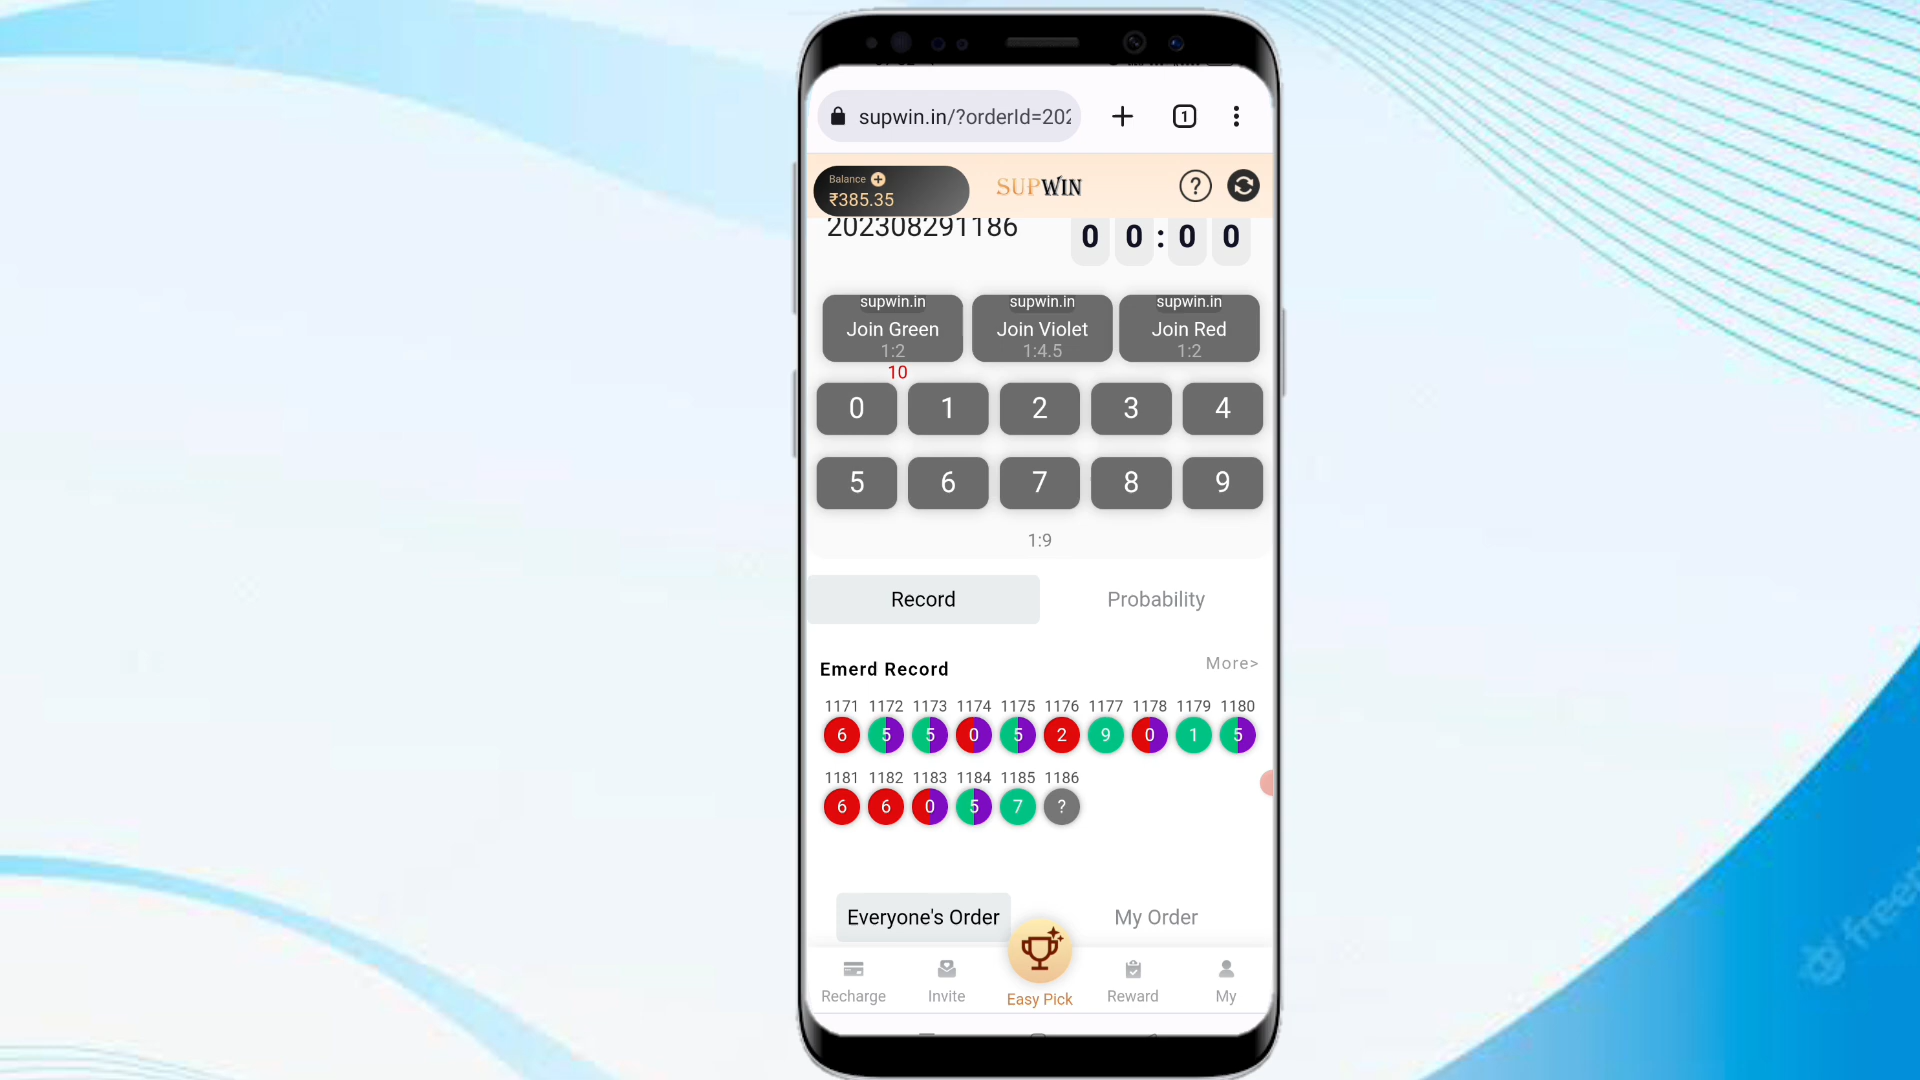 supwin.in/?orderId=202
1
Balance
₹385.35
SUPWIN
?
202308291186
0 0 : 0 0
supwin.in supwin.in supwin.in
Join Green Join Violet Join Red
1:2 1:4.5 1:2
10
0 1 2 3 4
5 6 7 8 9
1:9
Record Probability
Emerd Record More>
1171 1172 1173 1174 1175 1176 1177 1178 1179 1180
6 5 5 0 5 2 9 0 1 5
1181 1182 1183 1184 1185 1186
6 6 0 5 7 ?
Everyone's Order My Order
Recharge Invite Easy Pick Reward My